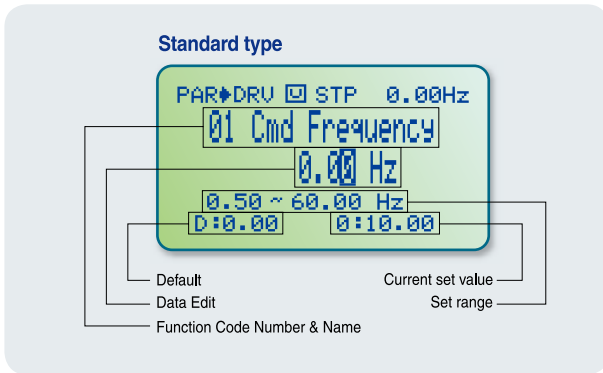 Standard type
PAR➧DRV U STP 0.00Hz
01 Cmd Frequency
0.00 Hz
0.50 ~ 60.00 Hz
D:0.00 0:10.00
Default Current set value
Data Edit Set range
Function Code Number & Name